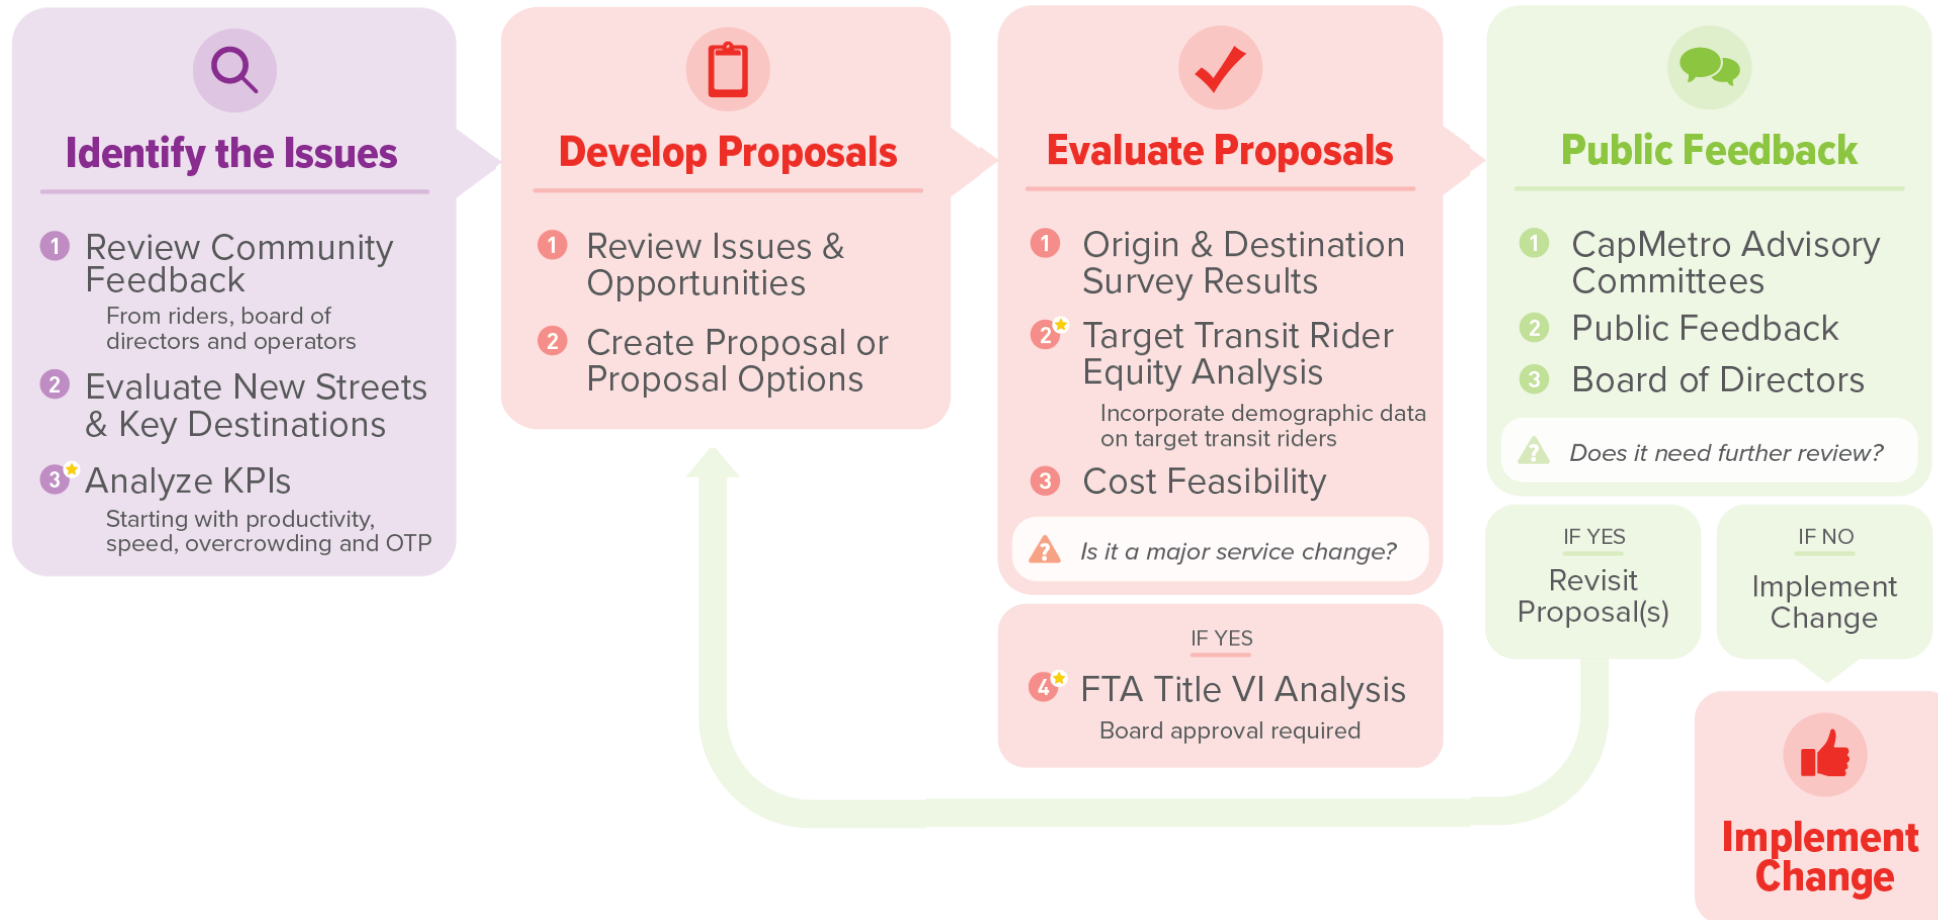 Identify the Issues
1 Review Community
Feedback
From riders, board of
directors and operators
2 Evaluate New Streets
& Key Destinations
3 Analyze KPIs
Starting with productivity,
speed, overcrowding and OTP
Develop Proposals
1 Review Issues &
Opportunities
2 Create Proposal or
Proposal Options
Evaluate Proposals
1 Origin & Destination
Survey Results
2 Target Transit Rider
Equity Analysis
Incorporate demographic data
on target transit riders
3 Cost Feasibility
? Is it a major service change?
IF YES
4 FTA Title VI Analysis
Board approval required
Public Feedback
1 CapMetro Advisory
Committees
2 Public Feedback
3 Board of Directors
? Does it need further review?
IF YES
Revisit
Proposal(s)
IF NO
Implement
Change
Implement
Change